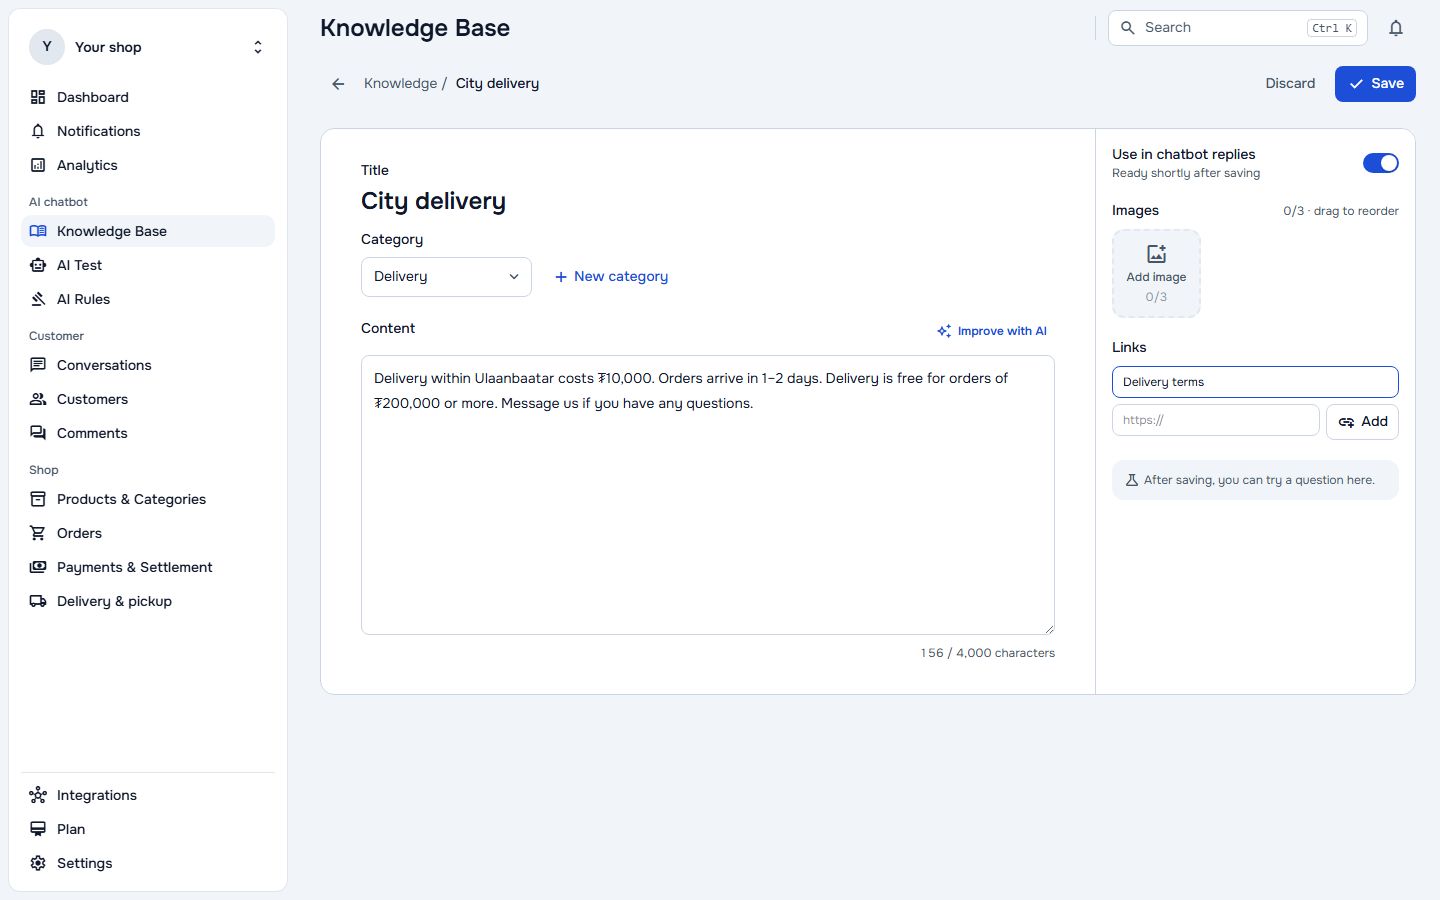 Y
Your shop
Dashboard
Notifications
Analytics
AI chatbot
Knowledge Base
AI Test
AI Rules
Customer
Conversations
Customers
Comments
Shop
Products & Categories
Orders
Payments & Settlement
Delivery & pickup
Integrations
Plan
Settings
Knowledge Base
Search
Ctrl K
Knowledge / City delivery
Discard
Save
Title
City delivery
Category
Delivery
New category
Content
Improve with AI
Delivery within Ulaanbaatar costs ₮10,000. Orders arrive in 1–2 days. Delivery is free for orders of
₮200,000 or more. Message us if you have any questions.
156 / 4,000 characters
Use in chatbot replies
Ready shortly after saving
Images
0/3 · drag to reorder
Add image
0/3
Links
Delivery terms
https://
Add
After saving, you can try a question here.